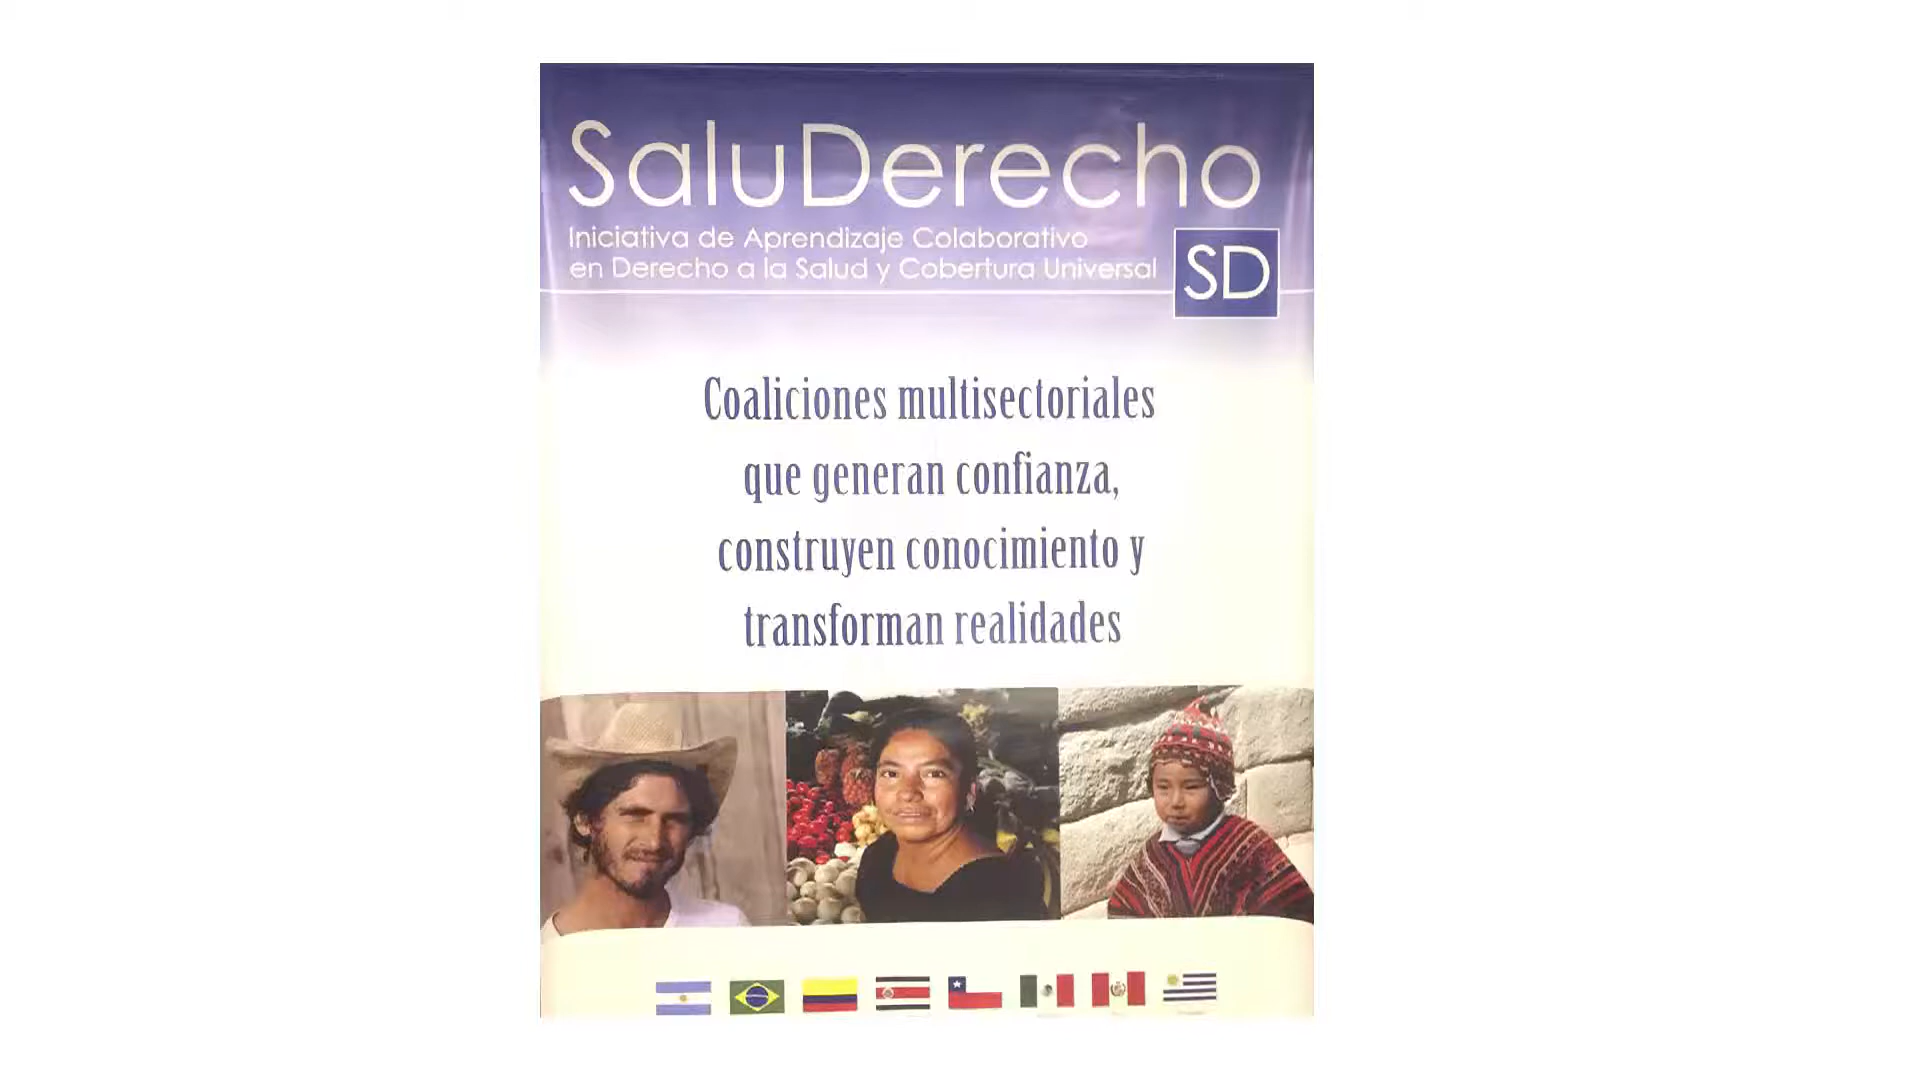 SaluDerecho
Iniciativa de Aprendizaje Colaborativo
en Derecho a la Salud y Cobertura Universal
SD
Coaliciones multisectoriales
que generan confianza,
construyen conocimiento y
transforman realidades